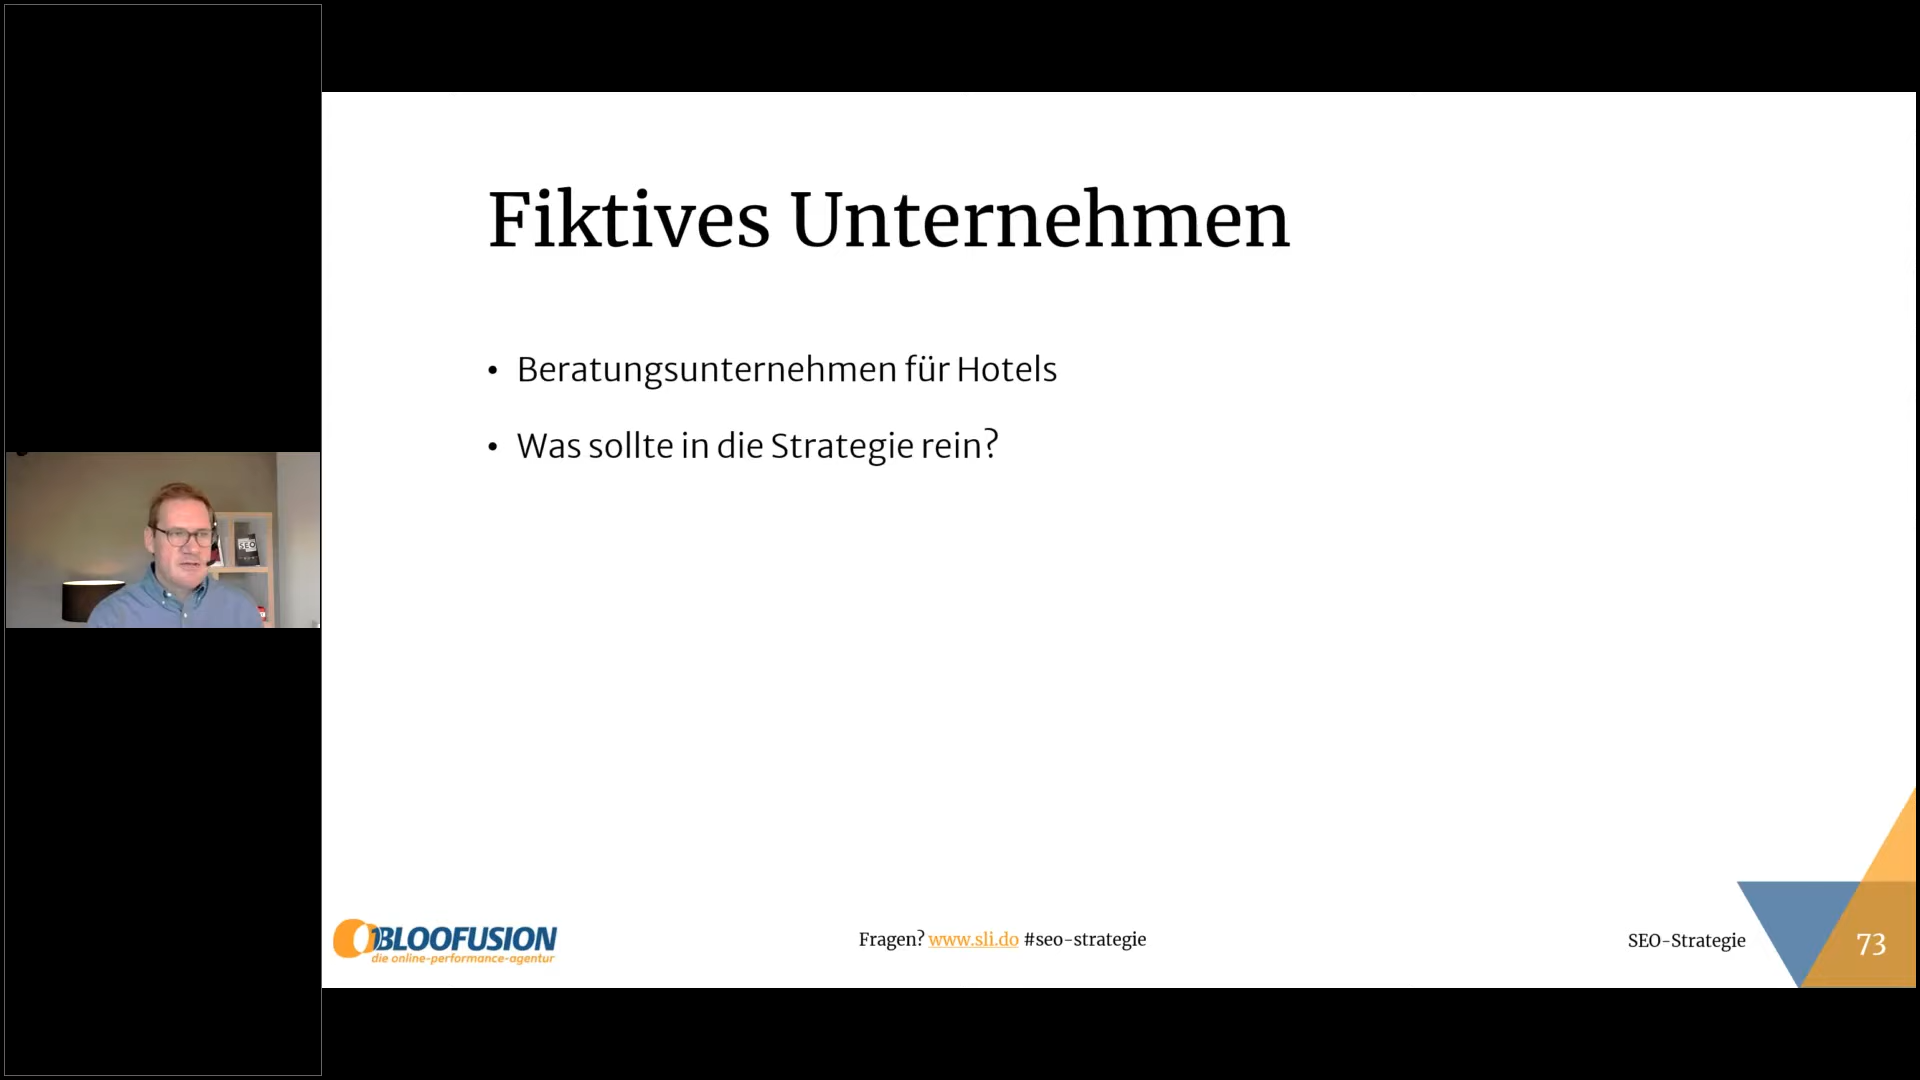 Fiktives Unternehmen
• Beratungsunternehmen für Hotels
• Was sollte in die Strategie rein?
SEO
BLOOFUSION
die online-performance-agentur
Fragen? www.sli.do #seo-strategie
SEO-Strategie
73